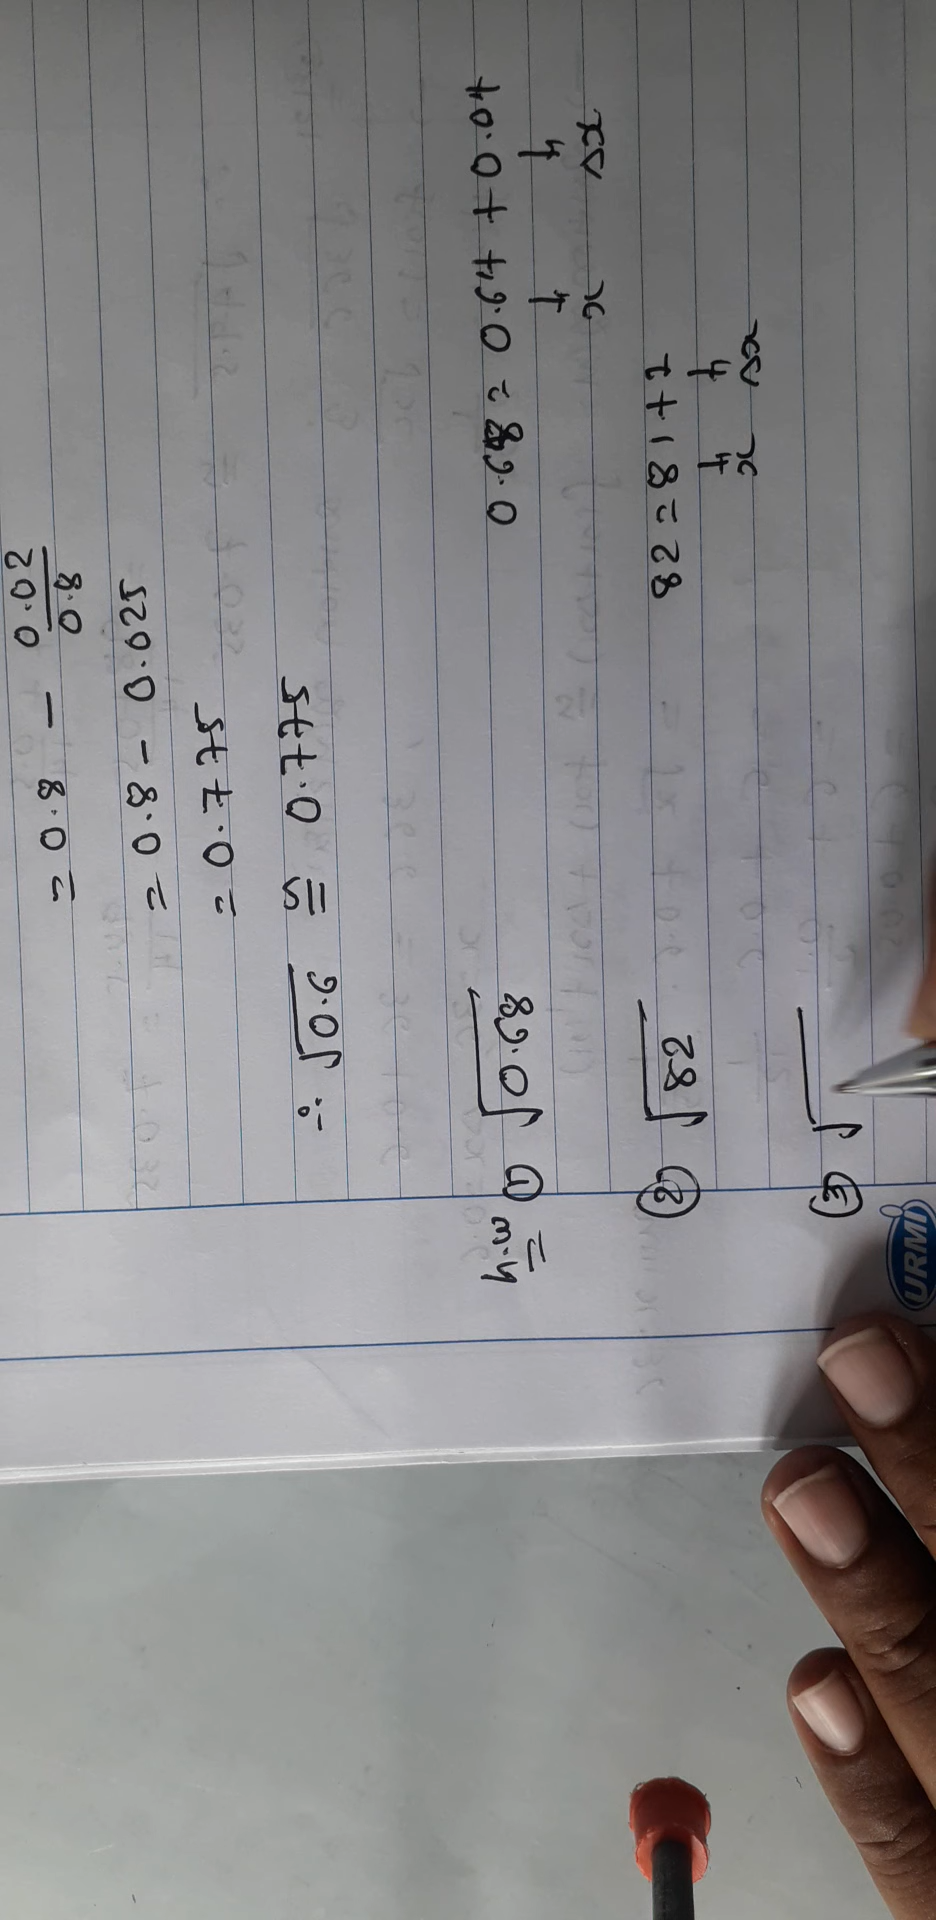 = 0.8 - 0.02/0.8
= 0.8 - 0.025
= 0.775
∴ √0.6 ≅ 0.775
H.W ① √0.68 0.68 = 0.64 + 0.04
↓ ↓
x Δx
② √82 82 = 81 + 1
↓ ↓
x Δx
③ √
URMI